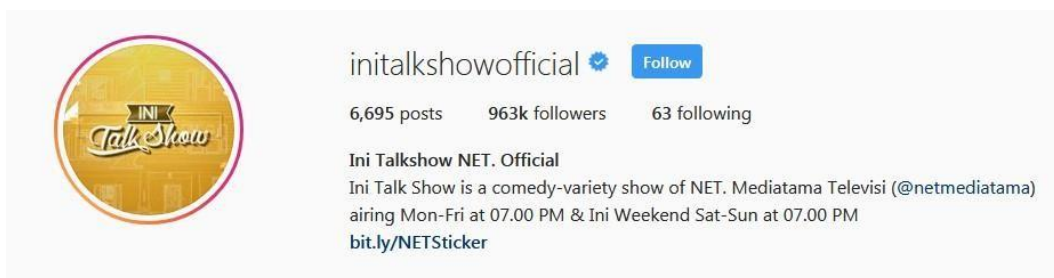 INI
Talk Show
initalkshowofficial
Follow
6,695 posts 963k followers 63 following
Ini Talkshow NET. Official
Ini Talk Show is a comedy-variety show of NET. Mediatama Televisi (@netmediatama)
airing Mon-Fri at 07.00 PM & Ini Weekend Sat-Sun at 07.00 PM
bit.ly/NETSticker